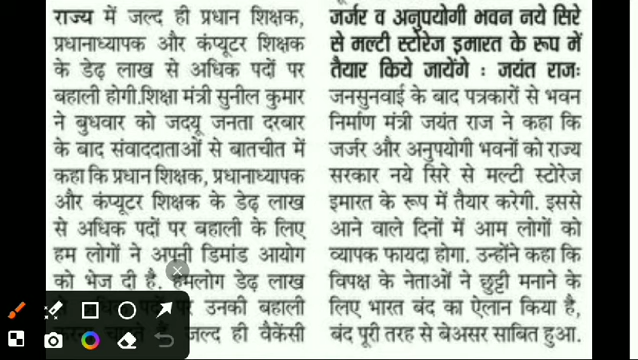 राज्य में जल्द ही प्रधान शिक्षक,
प्रधानाध्यापक और कंप्यूटर शिक्षक
के डेढ़ लाख से अधिक पदों पर
बहाली होगी.शिक्षा मंत्री सुनील कुमार
ने बुधवार को जदयू जनता दरबार
के बाद संवाददाताओं से बातचीत में
कहा कि प्रधान शिक्षक, प्रधानाध्यापक
और कंप्यूटर शिक्षक के डेढ़ लाख
से अधिक पदों पर बहाली के लिए
हम लोगों ने अपनी डिमांड आयोग
को भेज दी है. हमलोग डेढ़ लाख
पर उनकी बहाली
जल्द ही वैकेंसी
जर्जर व अनुपयोगी भवन नये सिरे
से मल्टी स्टोरेज इमारत के रूप में
तैयार किये जायेंगे : जयंत राजः
जनसुनवाई के बाद पत्रकारों से भवन
निर्माण मंत्री जयंत राज ने कहा कि
जर्जर और अनुपयोगी भवनों को राज्य
सरकार नये सिरे से मल्टी स्टोरेज
इमारत के रूप में तैयार करेगी. इससे
आने वाले दिनों में आम लोगों को
व्यापक फायदा होगा. उन्होंने कहा कि
विपक्ष के नेताओं ने छुट्टी मनाने के
लिए भारत बंद का ऐलान किया है,
बंद पूरी तरह से बेअसर साबित हुआ.